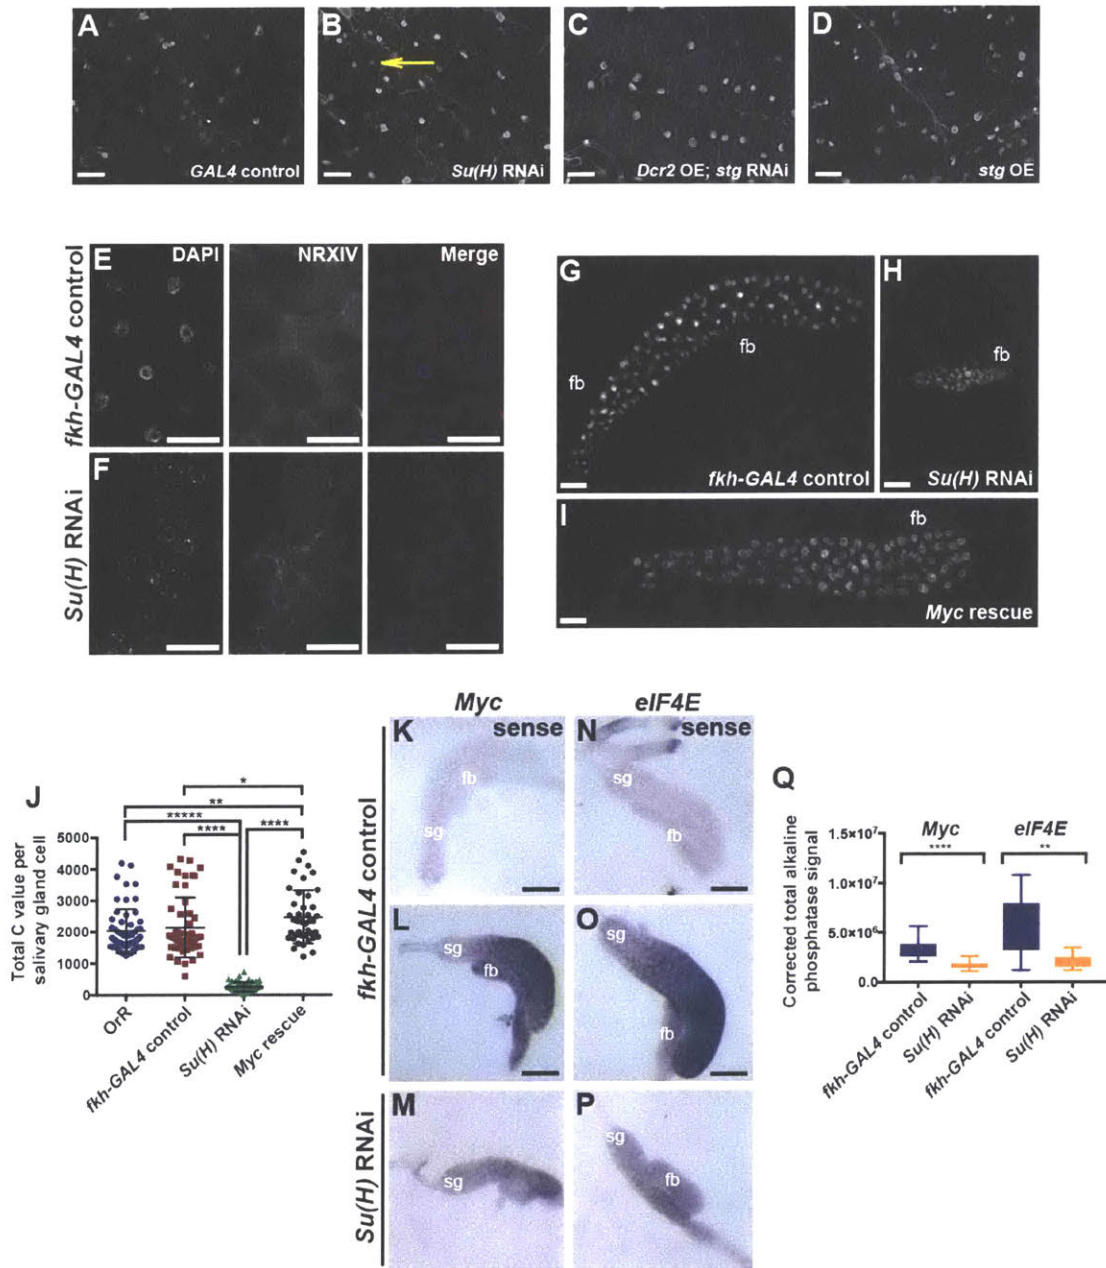 A
GAL4 control
B
Su(H) RNAi
C
Dcr2 OE; stg RNAi
D
stg OE
fkh-GAL4 control
E
DAPI
NRXIV
Merge
Su(H) RNAi
F
G
fb
fb
fkh-GAL4 control
H
fb
Su(H) RNAi
I
fb
Myc rescue
J
*
**
*****
****
****
Total C value per
salivary gland cell
5000
4000
3000
2000
1000
0
OrR
fkh-GAL4 control
Su(H) RNAi
Myc rescue
Myc
eIF4E
fkh-GAL4 control
K
sense
fb
sg
N
sense
sg
fb
L
sg
fb
O
sg
fb
Su(H) RNAi
M
sg
P
sg
fb
Q
Myc
eIF4E
****
**
Corrected total alkaline
phosphatase signal
1.5×10⁷
1.0×10⁷
5.0×10⁶
0.0
fkh-GAL4 control
Su(H) RNAi
fkh-GAL4 control
Su(H) RNAi